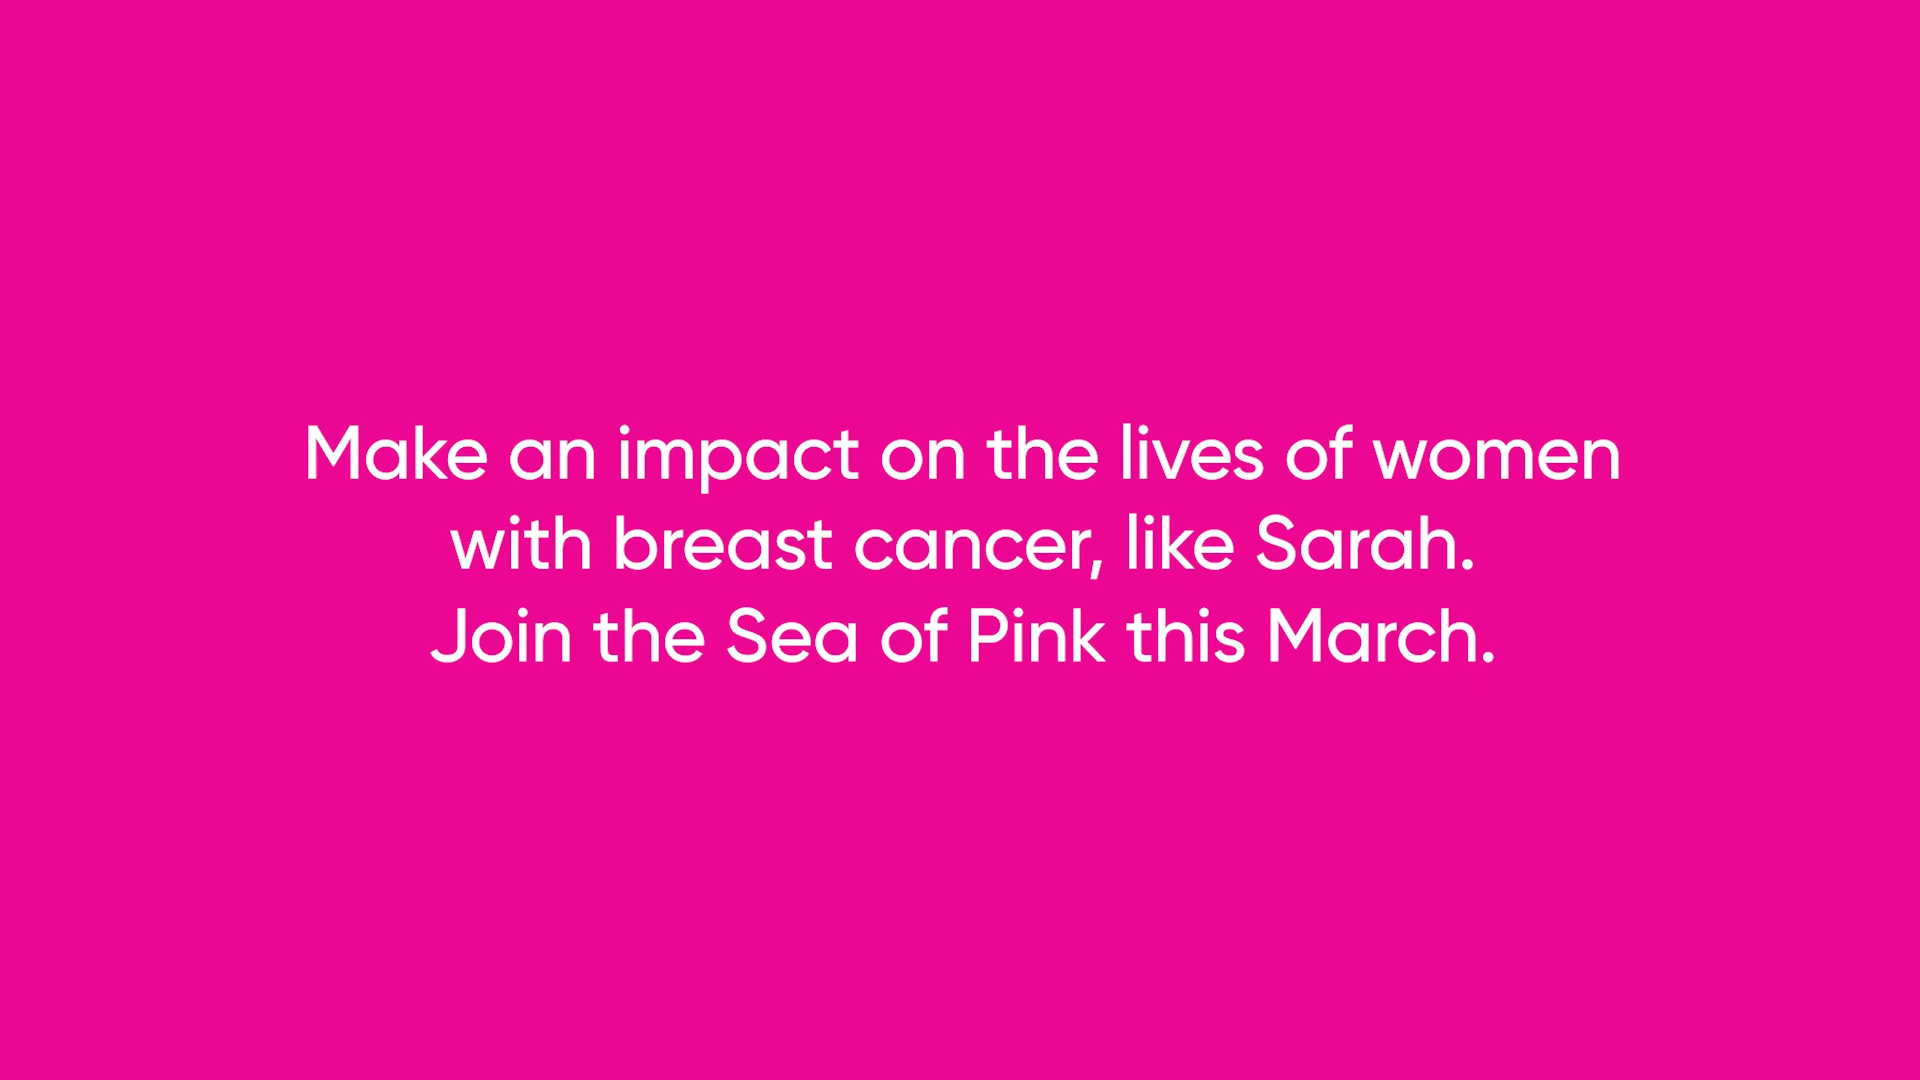 Make an impact on the lives of women
with breast cancer, like Sarah.
Join the Sea of Pink this March.